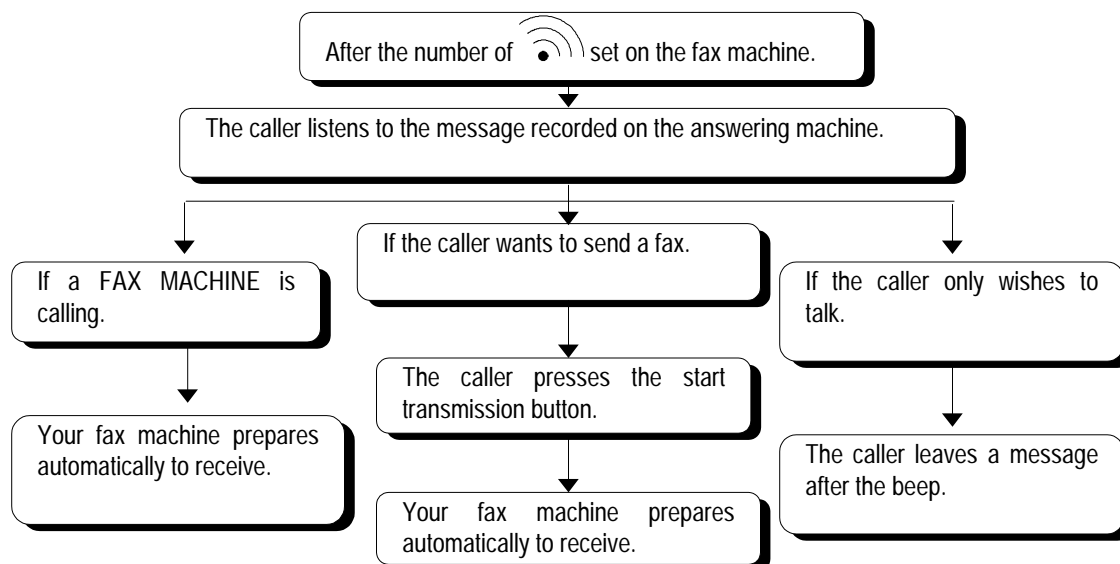 After the number of set on the fax machine.
The caller listens to the message recorded on the answering machine.
If the caller wants to send a fax.
If a FAX MACHINE is
calling.
If the caller only wishes to
talk.
The caller presses the start
transmission button.
Your fax machine prepares
automatically to receive.
The caller leaves a message
after the beep.
Your fax machine prepares
automatically to receive.